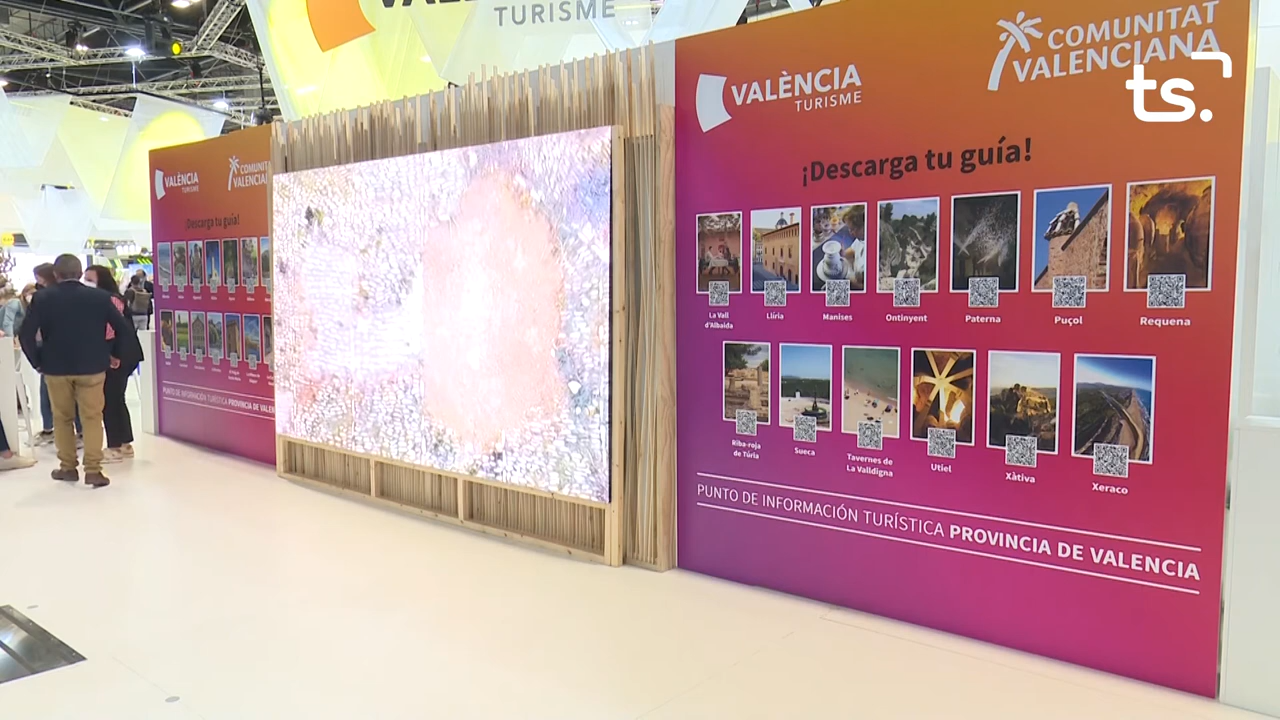 TURISME
VALÈNCIA
TURISME
COMUNITAT
VALENCIANA
ts.
¡Descarga tu guía!
La Vall
d'Albaida
Llíria
Manises
Ontinyent
Paterna
Puçol
Requena
Riba-roja
de Túria
Sueca
Tavernes de
La Valldigna
Utiel
Xàtiva
Xeraco
PUNTO DE INFORMACIÓN TURÍSTICA PROVINCIA DE VALENCIA
VALÈNCIA
TURISME
COMUNITAT
VALENCIANA
¡Descarga tu guía!
PUNTO DE INFORMACIÓN TURÍSTICA PROVINCIA DE VALEN